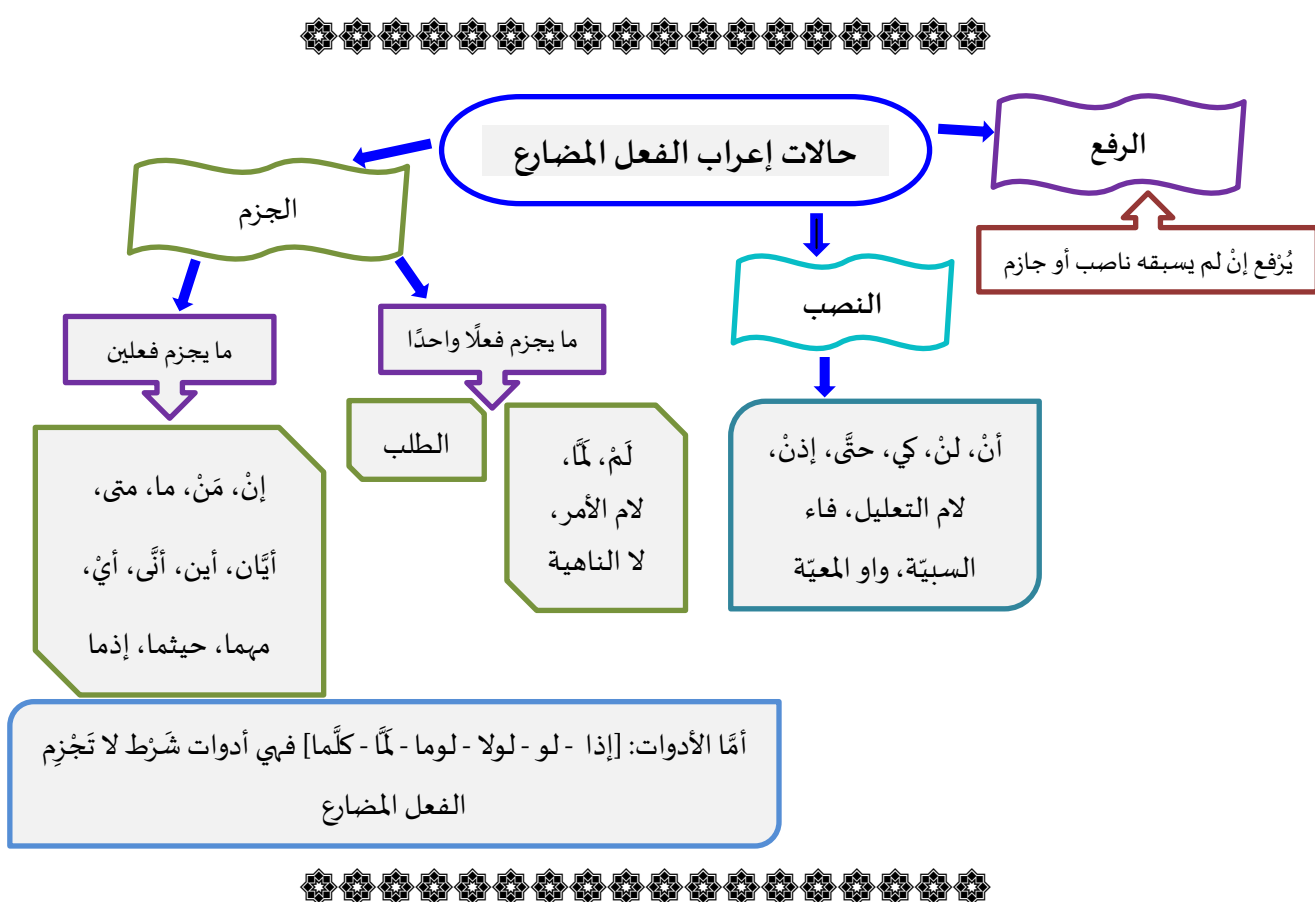 حالات إعراب الفعل المضارع
الرفع
يُرْفع إنْ لم يسبقه ناصب أو جازم
النصب
أنْ، لنْ، كي، حتَّى، إذنْ،
لام التعليل، فاء
السببيّة، واو المعيّة
الجزم
ما يجزم فعلًا واحدًا
لَمْ، لَمَّا،
لام الأمر،
لا الناهية
الطلب
ما يجزم فعلين
إنْ، مَنْ، ما، متى،
أيَّان، أين، أنَّى، أيْ،
مهما، حيثما، إذما
أمَّا الأدوات: [إذا - لو - لولا - لوما - لَمَّا - كلَّما] فهي أدوات شَرْط لا تَجْزِم
الفعل المضارع